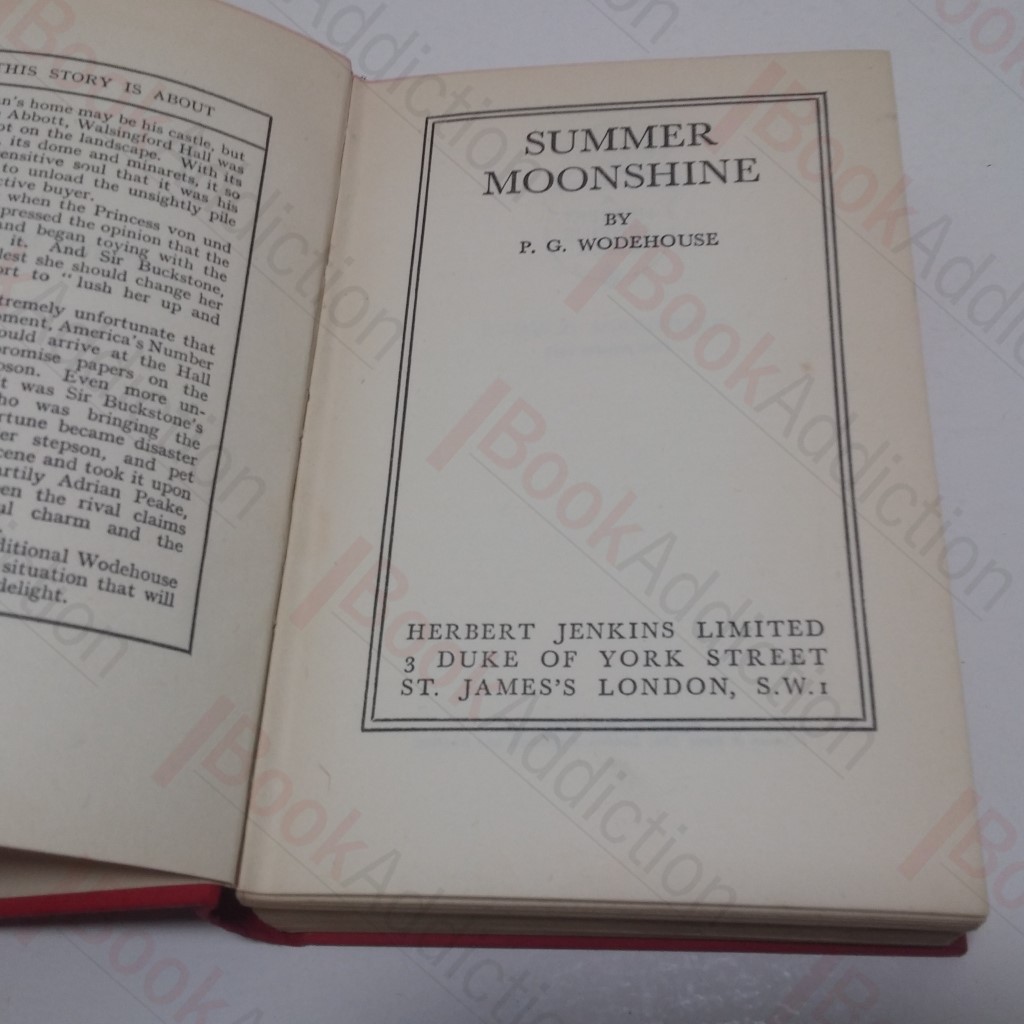 THIS STORY IS ABOUT
n's home may be his castle, but
Abbott, Walsingford Hall was
ot on the landscape. With its
its dome and minarets, it so
ensitive soul that it was his
to unload the unsightly pile
ctive buyer.
when the Princess von und
pressed the opinion that the
and began toying with the
it. And Sir Buckstone,
lest she should change her
ort to "lush her up and
tremely unfortunate that
ment, America's Number
ould arrive at the Hall
promise papers on the
pson. Even more un-
t was Sir Buckstone's
ho was bringing the
rtune became disaster
er stepson, and pet
cene and took it upon
artily Adrian Peake,
en the rival claims
ul charm and the
ditional Wodehouse
situation that will
delight.
SUMMER
MOONSHINE
BY
P. G. WODEHOUSE
HERBERT JENKINS LIMITED
3 DUKE OF YORK STREET
ST. JAMES'S LONDON, S.W.1
BookAddiction